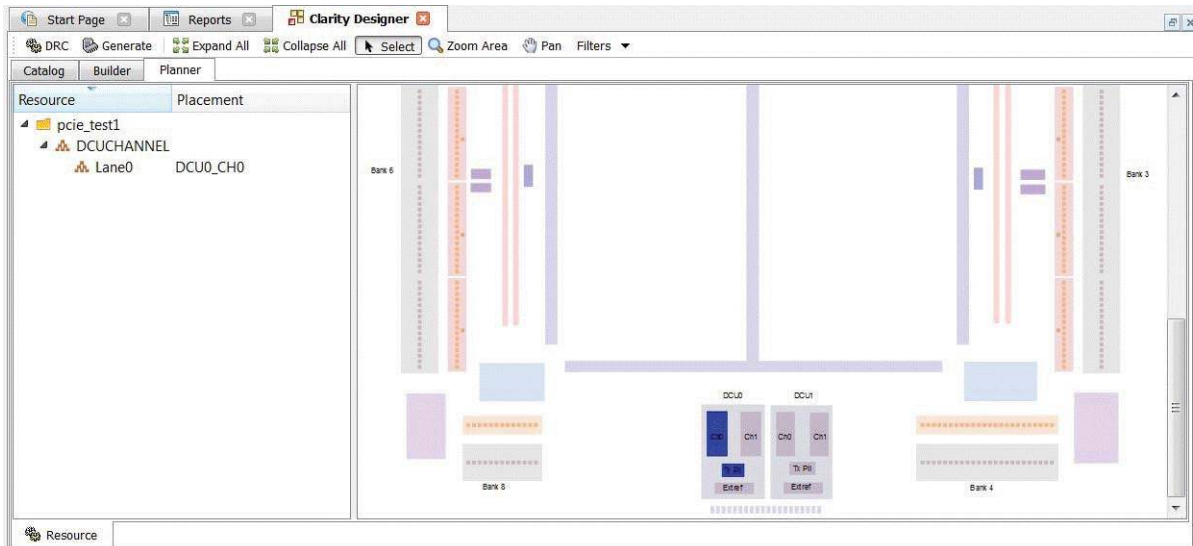 Start Page Reports Clarity Designer
DRC Generate Expand All Collapse All Select Zoom Area Pan Filters
Catalog Builder Planner
Resource Placement
pcie_test1
DCUCHANNEL
Lane0 DCU0_CH0
Bank 6
Bank 3
DCU0 DCU1
Ch0 Ch1 Ch0 Ch1
Tx Pll Tx Pll
Extref Extref
Bank 8
Bank 4
Resource